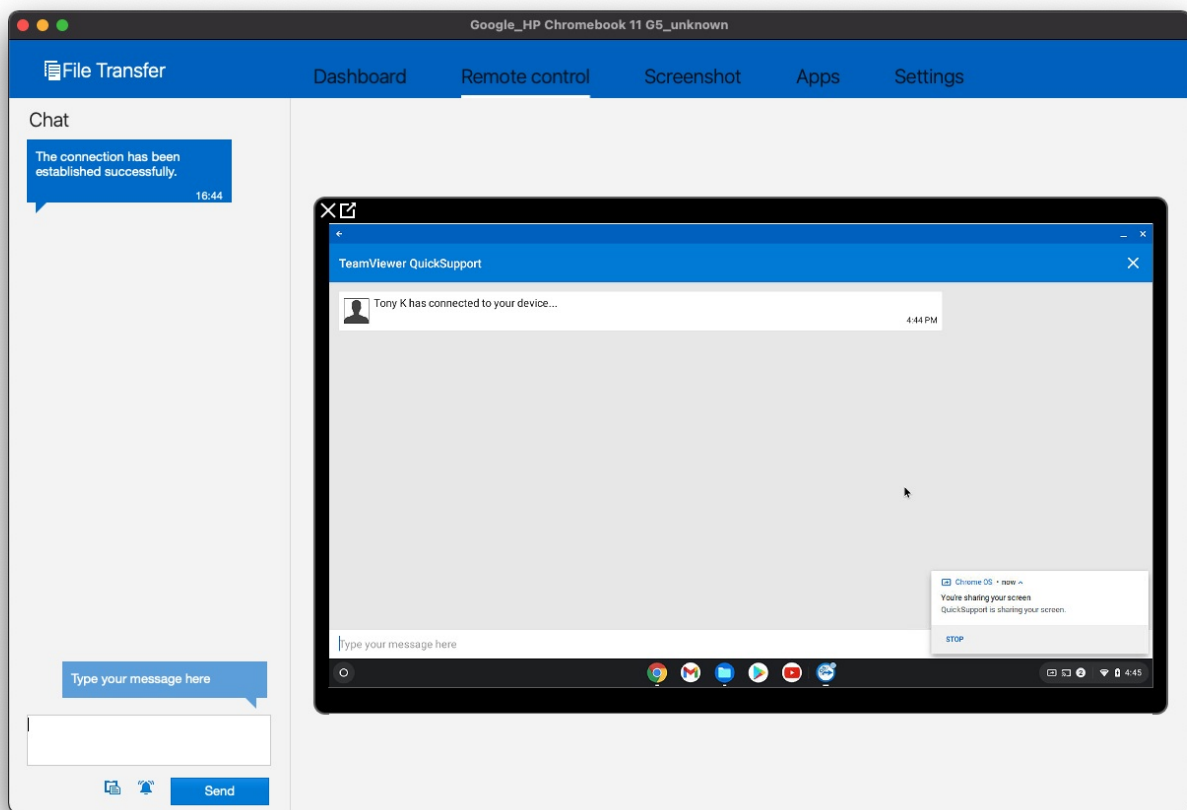 Google_HP Chromebook 11 G5_unknown
File Transfer
Dashboard
Remote control
Screenshot
Apps
Settings
Chat
The connection has been
established successfully.
16:44
TeamViewer QuickSupport
Tony K has connected to your device...
4:44 PM
Chrome OS • now
You're sharing your screen
QuickSupport is sharing your screen.
STOP
Type your message here
4:45
Type your message here
Send